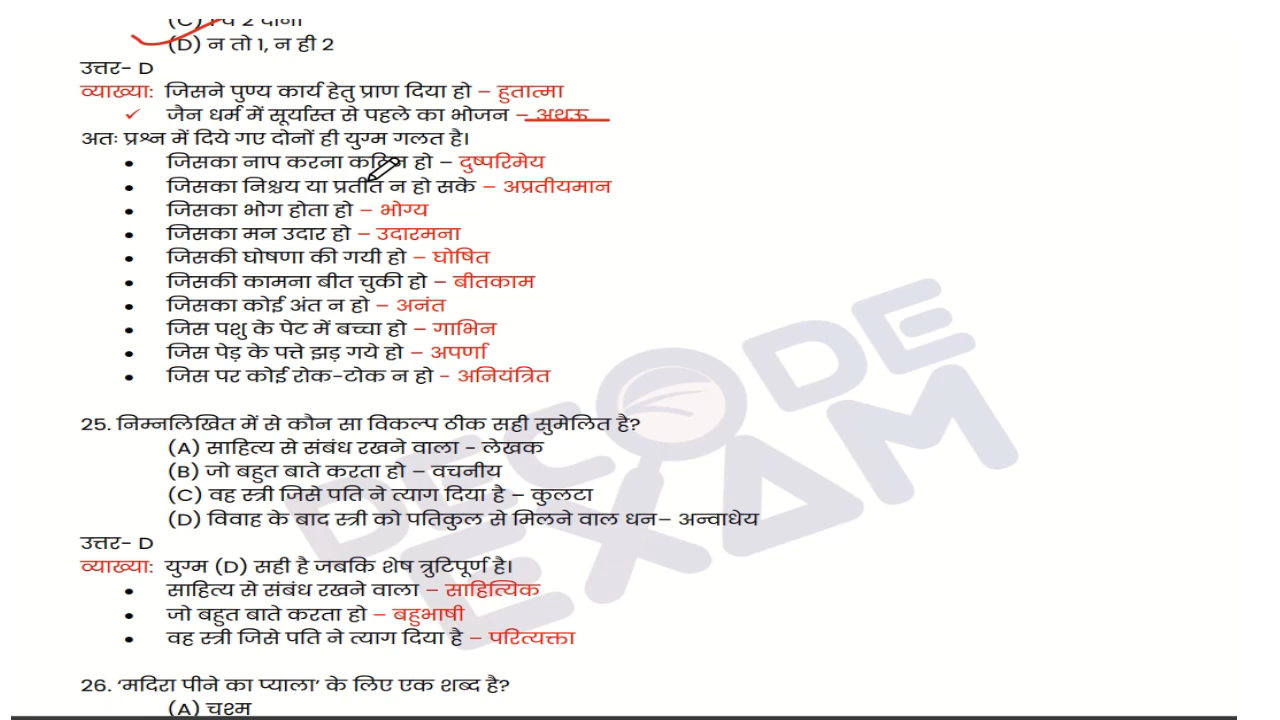 (D) न तो 1, न ही 2
उत्तर- D
व्याख्या: जिसने पुण्य कार्य हेतु प्राण दिया हो – हुतात्मा
जैन धर्म में सूर्यास्त से पहले का भोजन – अथऊ
अतः प्रश्न में दिये गए दोनों ही युग्म गलत है।
• जिसका नाप करना कठिन हो – दुष्परिमेय
• जिसका निश्चय या प्रतीत न हो सके – अप्रतीयमान
• जिसका भोग होता हो – भोग्य
• जिसका मन उदार हो – उदारमना
• जिसकी घोषणा की गयी हो – घोषित
• जिसकी कामना बीत चुकी हो – बीतकाम
• जिसका कोई अंत न हो – अनंत
• जिस पशु के पेट में बच्चा हो – गाभिन
• जिस पेड़ के पत्ते झड़ गये हो – अपर्णा
• जिस पर कोई रोक-टोक न हो - अनियंत्रित
25. निम्नलिखित में से कौन सा विकल्प ठीक सही सुमेलित है?
(A) साहित्य से संबंध रखने वाला - लेखक
(B) जो बहुत बाते करता हो – वचनीय
(C) वह स्त्री जिसे पति ने त्याग दिया है – कुलटा
(D) विवाह के बाद स्त्री को पतिकुल से मिलने वाल धन– अन्वाधेय
उत्तर- D
व्याख्या: युग्म (D) सही है जबकि शेष त्रुटिपूर्ण है।
• साहित्य से संबंध रखने वाला – साहित्यिक
• जो बहुत बाते करता हो – बहुभाषी
• वह स्त्री जिसे पति ने त्याग दिया है – परित्यक्ता
26. ‘मदिरा पीने का प्याला’ के लिए एक शब्द है?
(A) चश्म
DECODE
EXAM